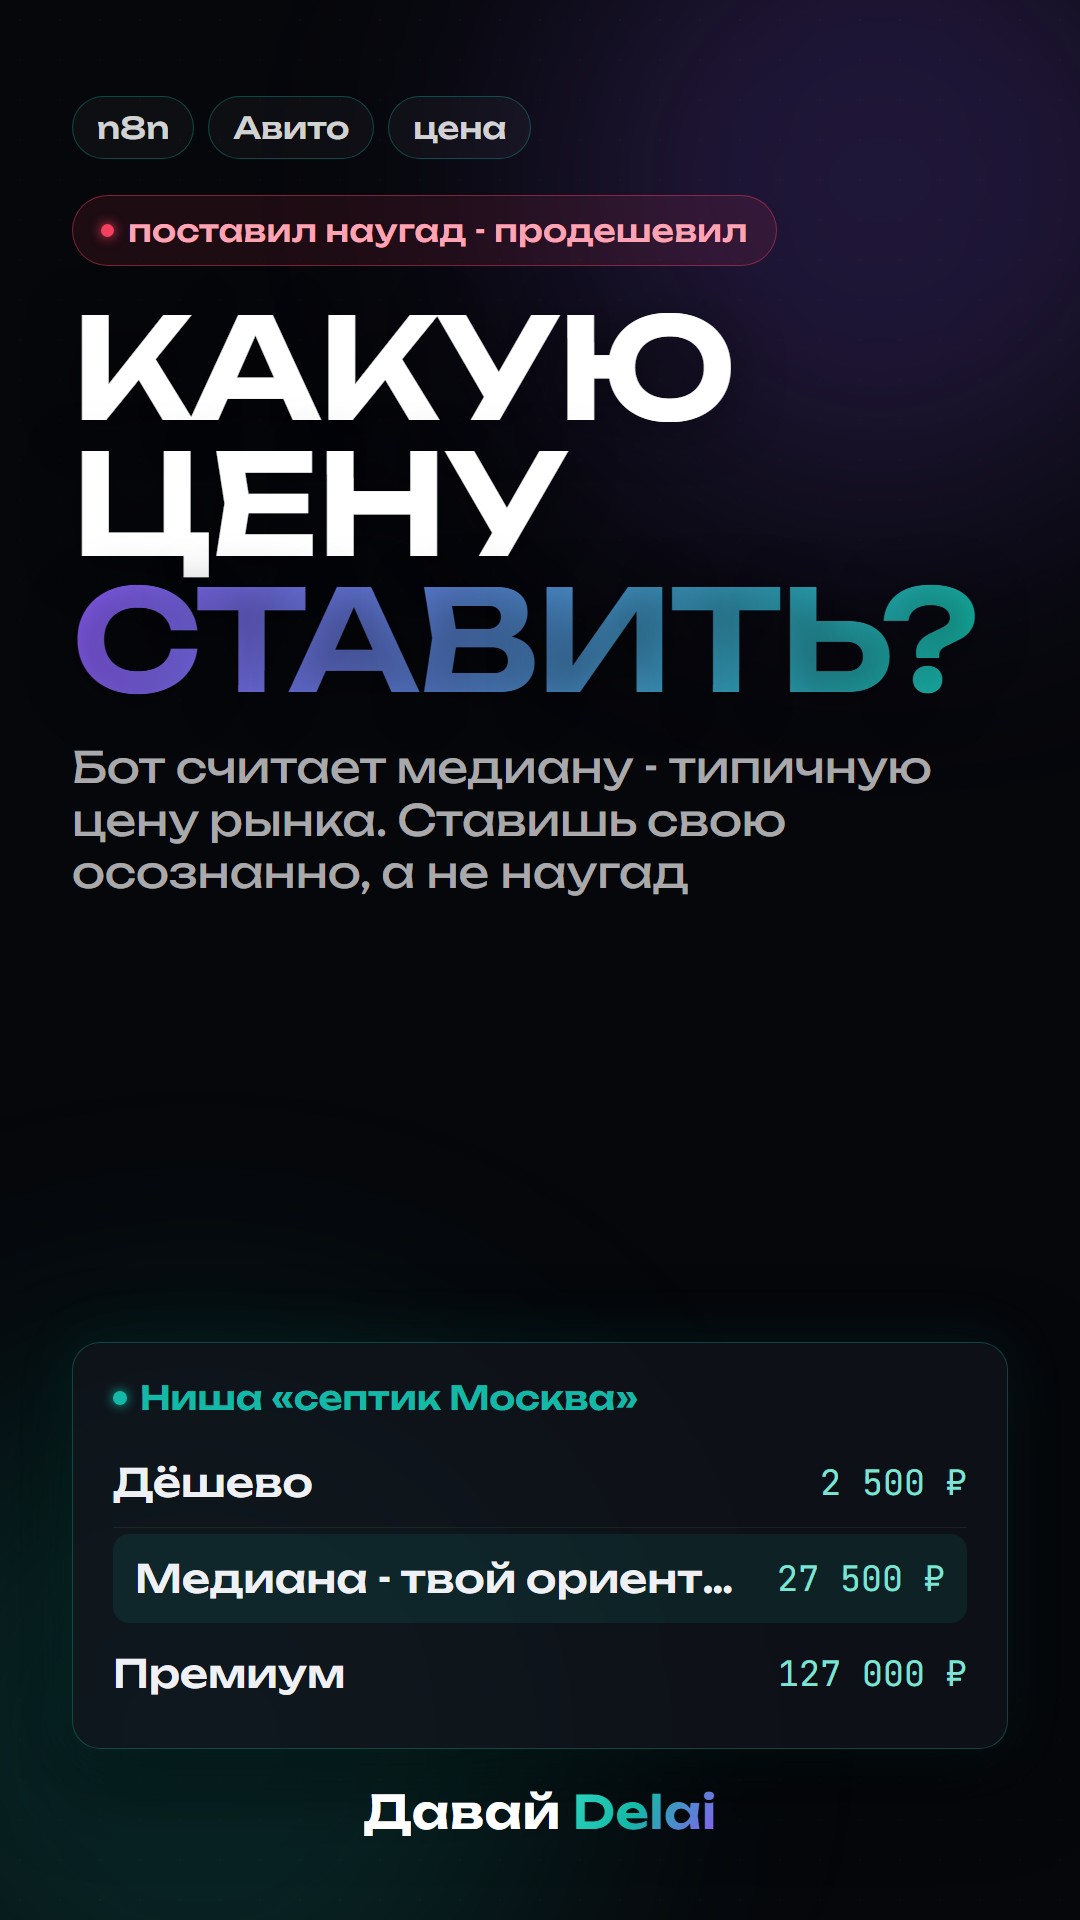 n8n Авито цена
поставил наугад - продешевил
КАКУЮ
ЦЕНУ
СТАВИТЬ?
Бот считает медиану - типичную
цену рынка. Ставишь свою
осознанно, а не наугад
Ниша «септик Москва»
Дёшево 2 500 ₽
Медиана - твой ориент... 27 500 ₽
Премиум 127 000 ₽
Давай Delai